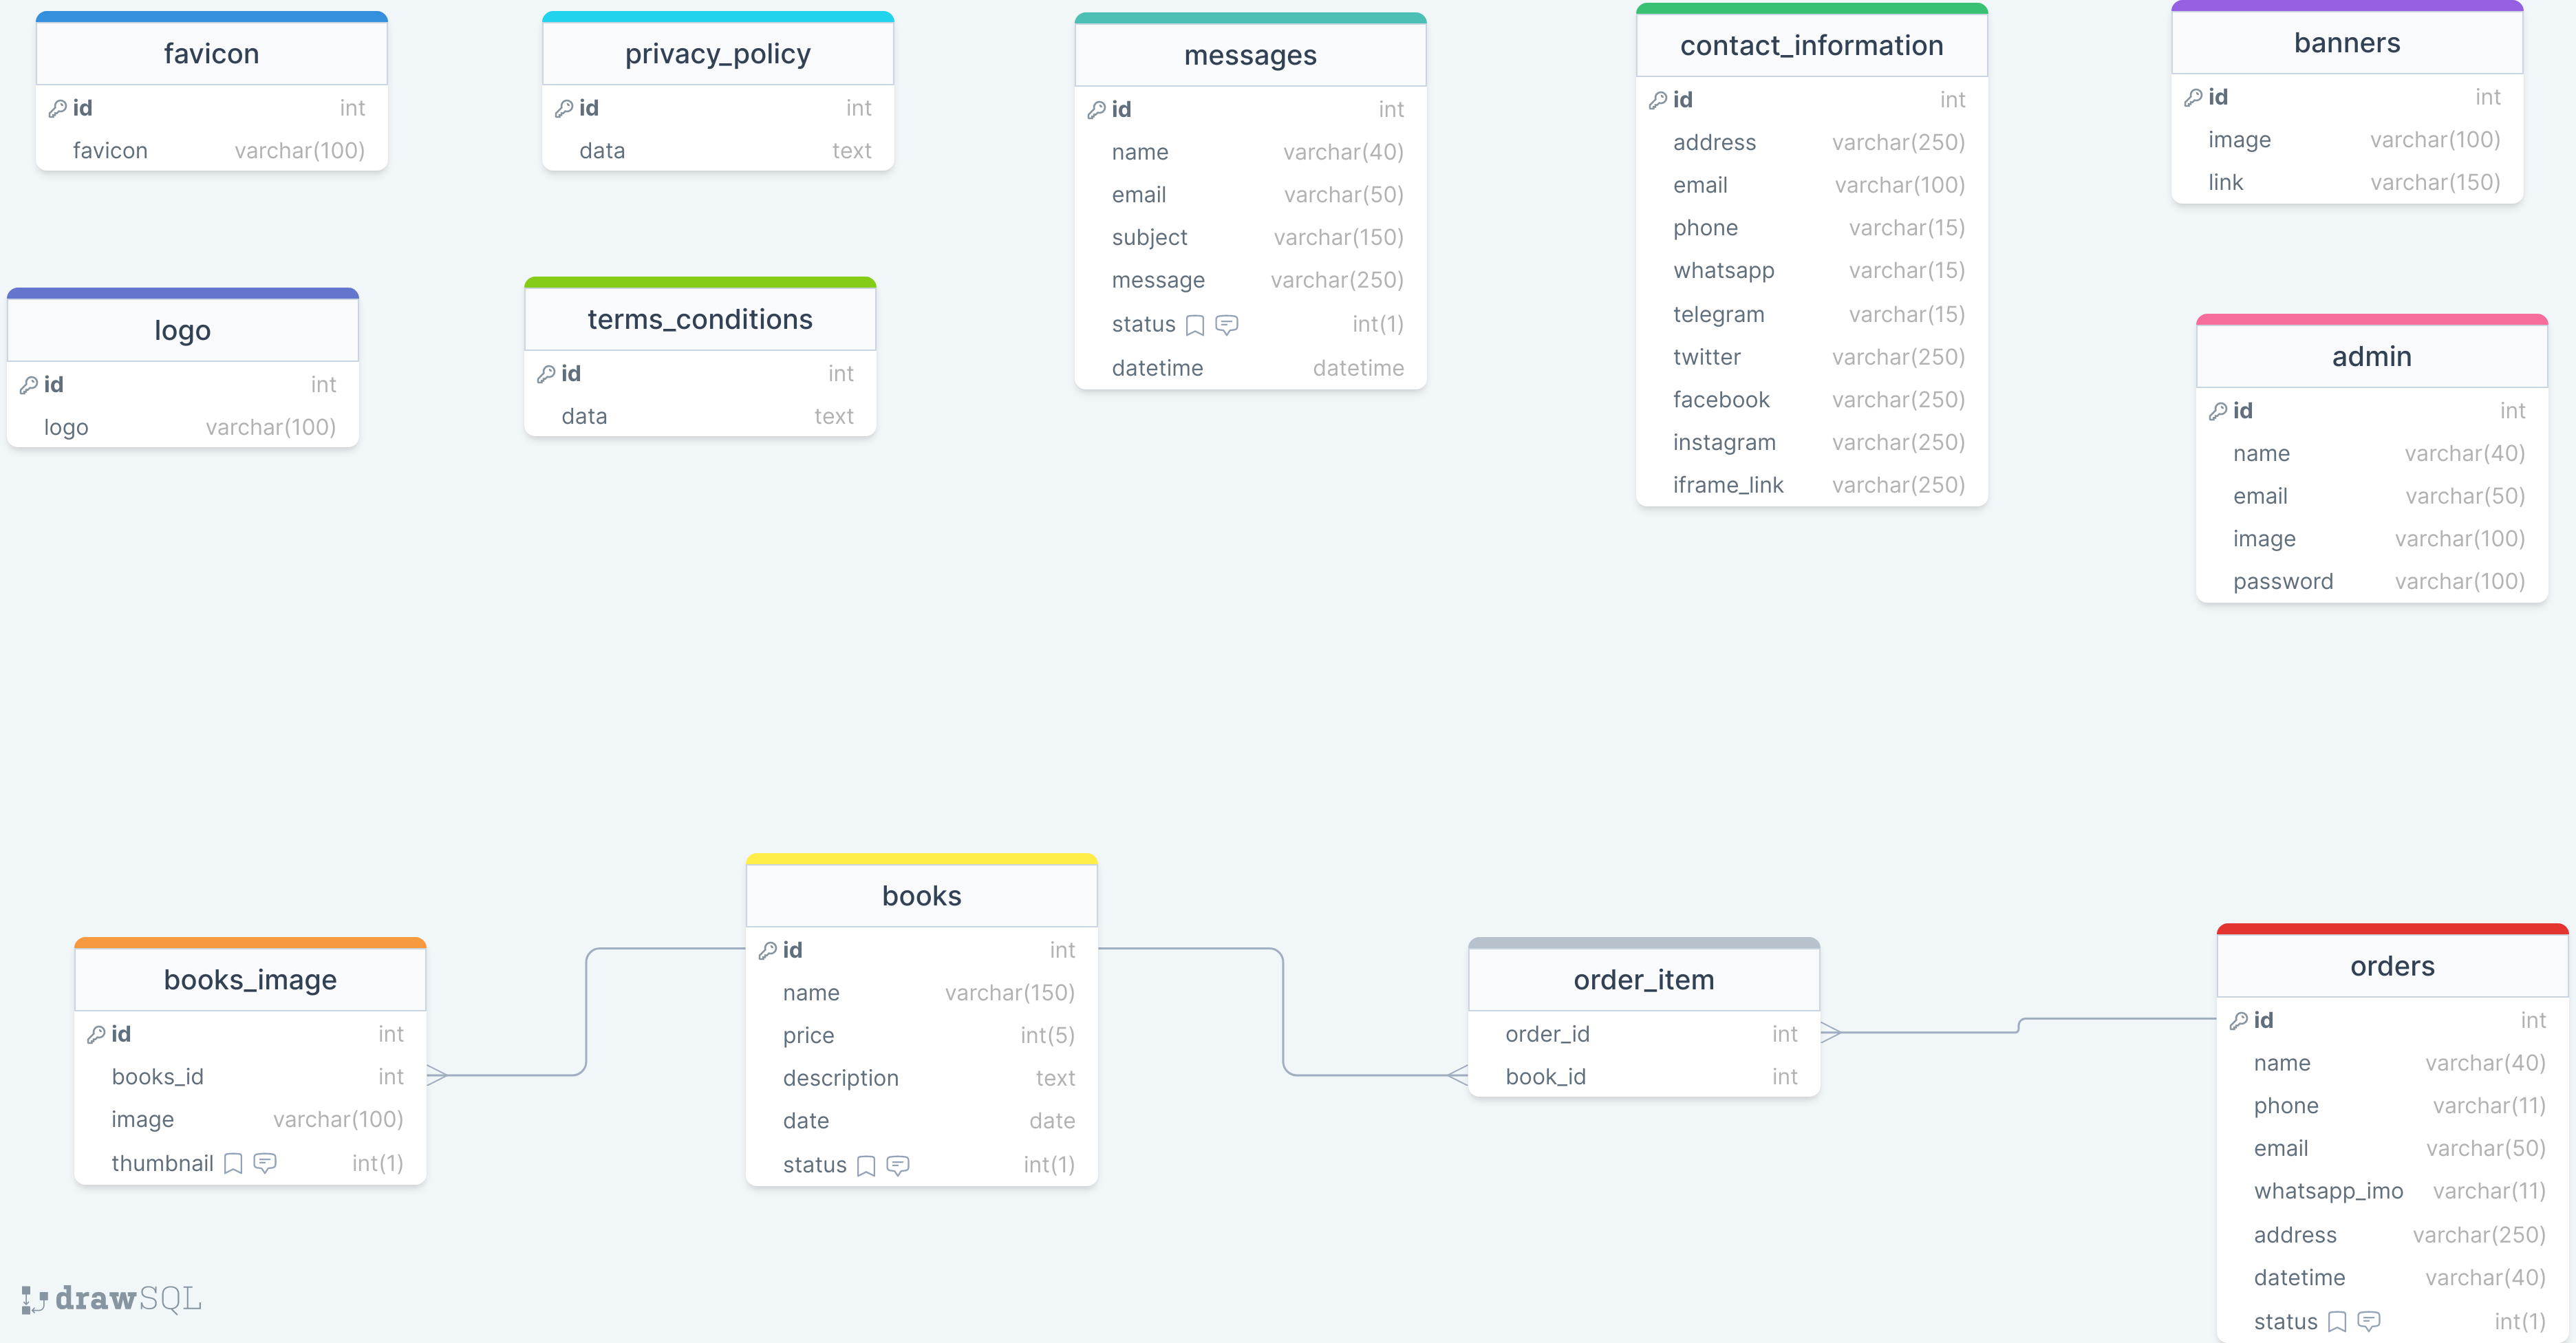 favicon
id int
favicon varchar(100)
privacy_policy
id int
data text
messages
id int
name varchar(40)
email varchar(50)
subject varchar(150)
message varchar(250)
status int(1)
datetime datetime
contact_information
id int
address varchar(250)
email varchar(100)
phone varchar(15)
whatsapp varchar(15)
telegram varchar(15)
twitter varchar(250)
facebook varchar(250)
instagram varchar(250)
iframe_link varchar(250)
banners
id int
image varchar(100)
link varchar(150)
logo
id int
logo varchar(100)
terms_conditions
id int
data text
admin
id int
name varchar(40)
email varchar(50)
image varchar(100)
password varchar(100)
books_image
id int
books_id int
image varchar(100)
thumbnail int(1)
books
id int
name varchar(150)
price int(5)
description text
date date
status int(1)
order_item
order_id int
book_id int
orders
id int
name varchar(40)
phone varchar(11)
email varchar(50)
whatsapp_imo varchar(11)
address varchar(250)
datetime varchar(40)
status int(1)
drawSQL